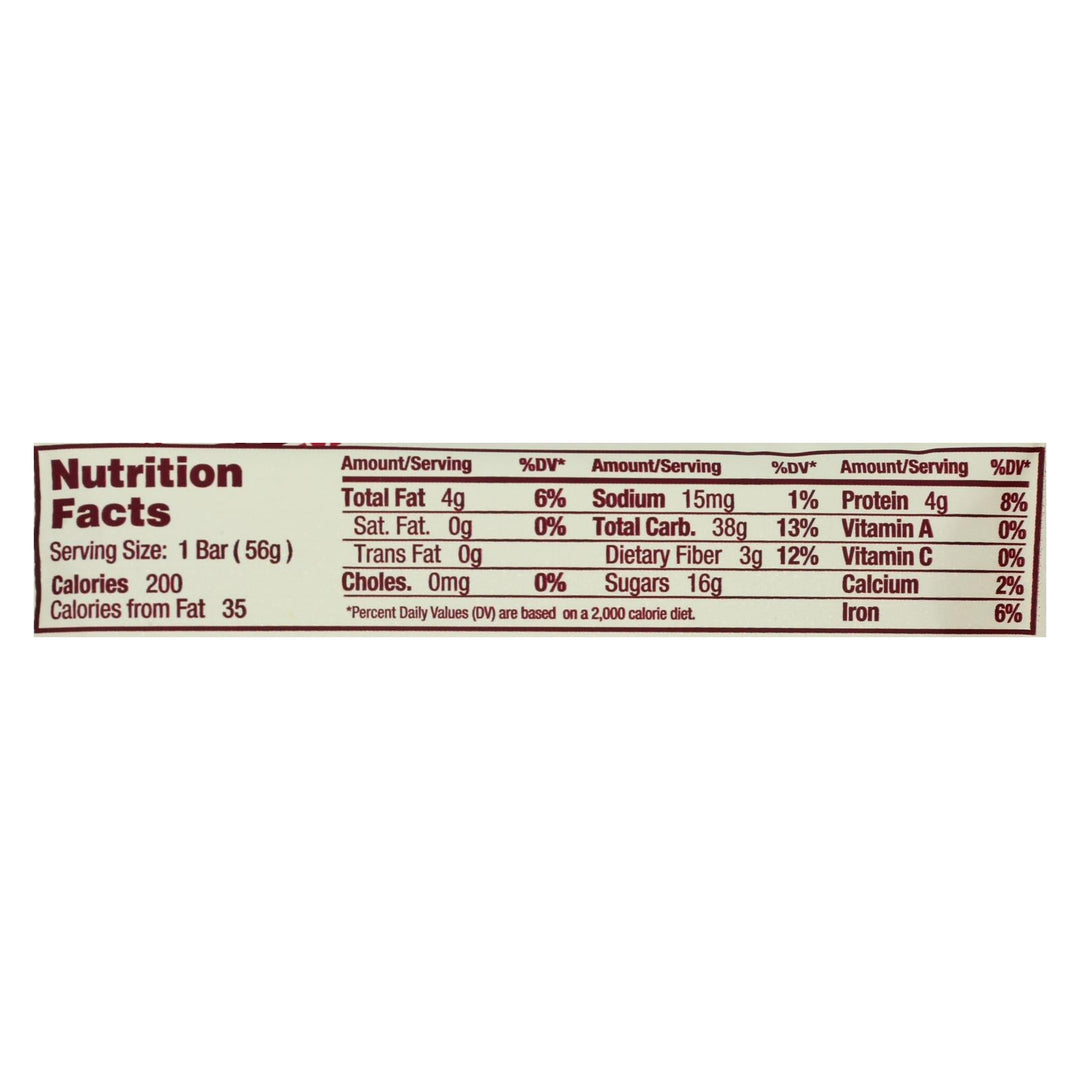 Nutrition
Facts
Serving Size: 1 Bar ( 56g )
Calories 200
Calories from Fat 35
Amount/Serving %DV*
Total Fat 4g 6%
Sat. Fat. 0g 0%
Trans Fat 0g
Choles. 0mg 0%
Amount/Serving %DV*
Sodium 15mg 1%
Total Carb. 38g 13%
Dietary Fiber 3g 12%
Sugars 16g
*Percent Daily Values (DV) are based on a 2,000 calorie diet.
Amount/Serving %DV*
Protein 4g 8%
Vitamin A 0%
Vitamin C 0%
Calcium 2%
Iron 6%